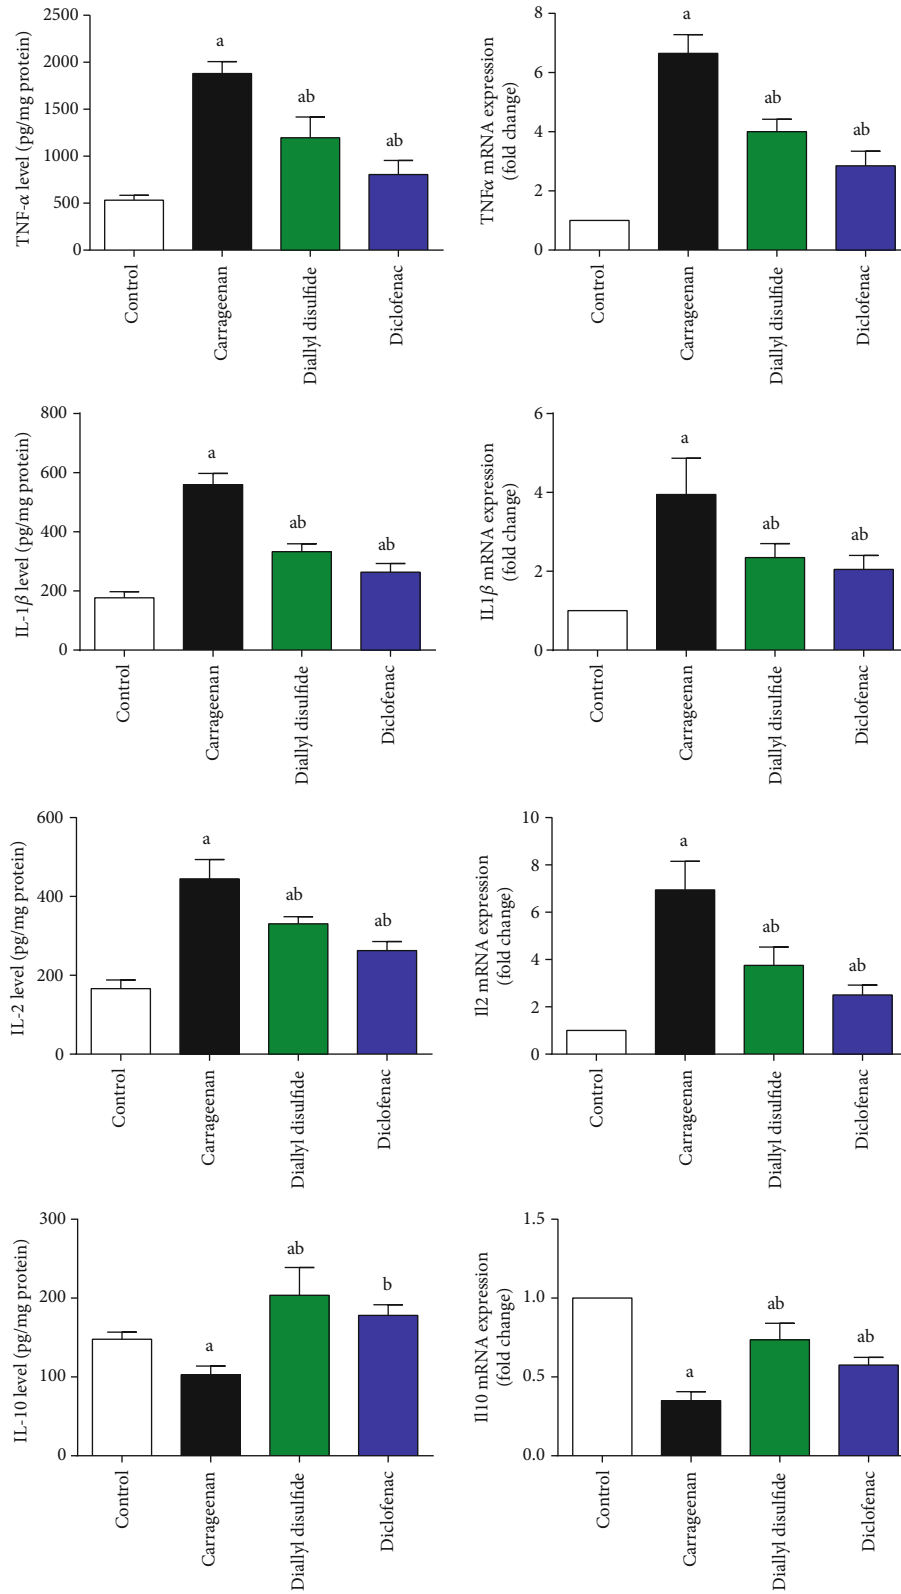 TNF-α level (pg/mg protein)
2500
2000
1500
1000
500
0
a
ab
ab
Control
Carrageenan
Diallyl disulfide
Diclofenac
TNFα mRNA expression
(fold change)
8
6
4
2
0
a
ab
ab
Control
Carrageenan
Diallyl disulfide
Diclofenac
IL-1β level (pg/mg protein)
800
600
400
200
0
a
ab
ab
Control
Carrageenan
Diallyl disulfide
Diclofenac
IL1β mRNA expression
(fold change)
6
4
2
0
a
ab
ab
Control
Carrageenan
Diallyl disulfide
Diclofenac
IL-2 level (pg/mg protein)
600
400
200
0
a
ab
ab
Control
Carrageenan
Diallyl disulfide
Diclofenac
Il2 mRNA expression
(fold change)
10
8
6
4
2
0
a
ab
ab
Control
Carrageenan
Diallyl disulfide
Diclofenac
IL-10 level (pg/mg protein)
300
200
100
0
a
ab
b
Control
Carrageenan
Diallyl disulfide
Diclofenac
Il10 mRNA expression
(fold change)
1.5
1.0
0.5
0.0
a
ab
ab
Control
Carrageenan
Diallyl disulfide
Diclofenac